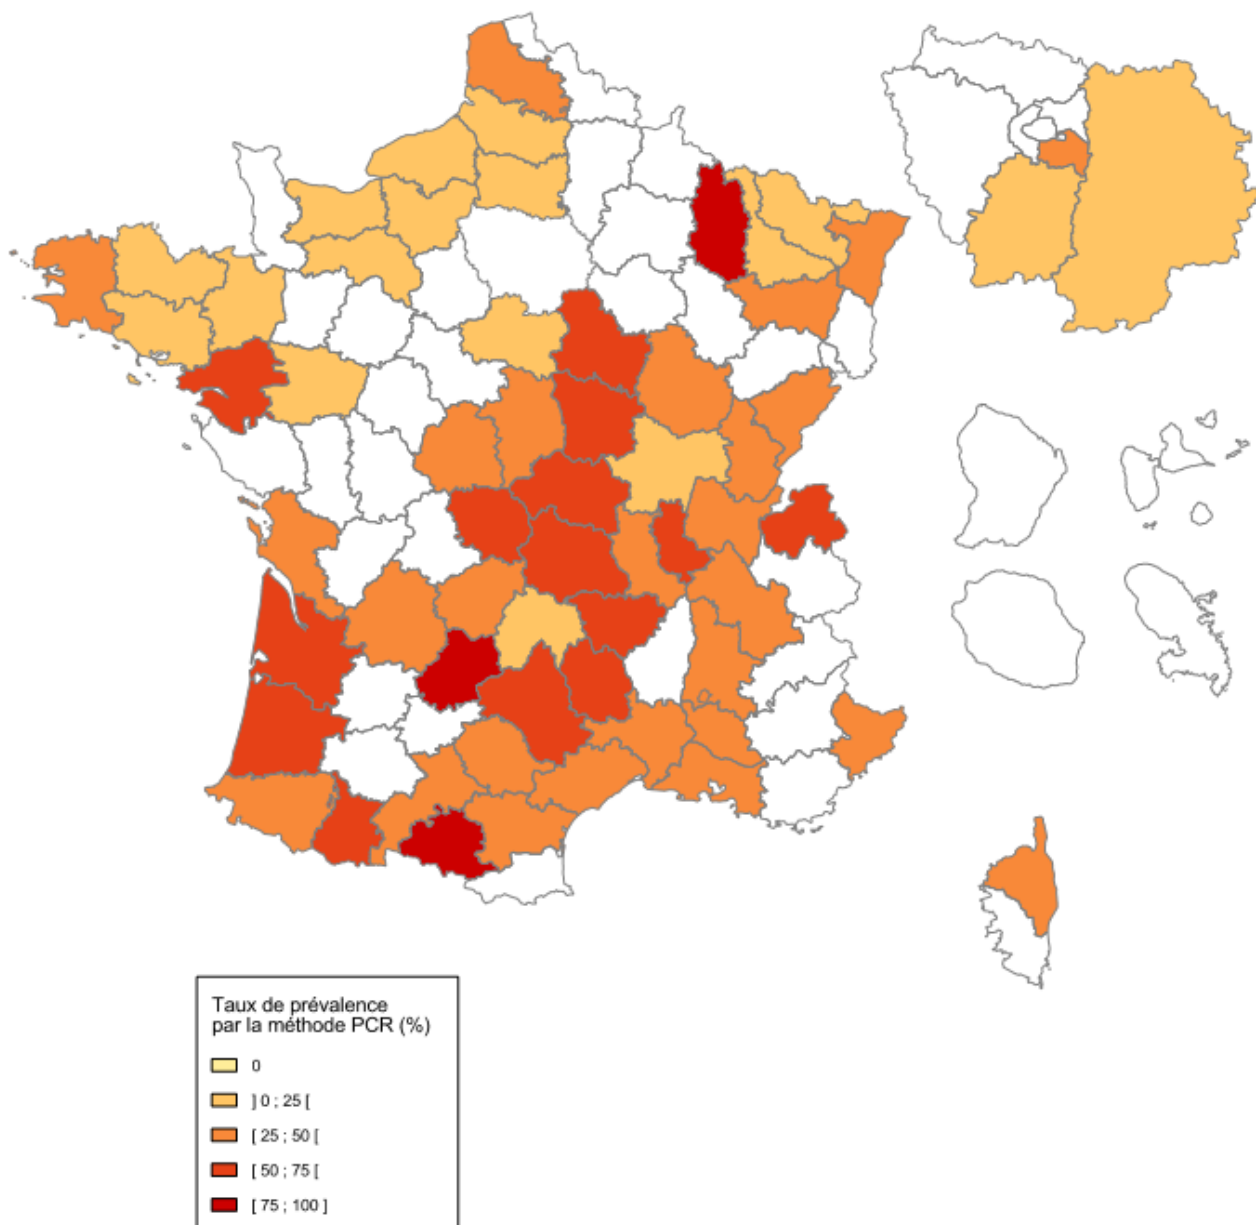 Taux de prévalence
par la méthode PCR (%)
0
] 0 ; 25 [
[ 25 ; 50 [
[ 50 ; 75 [
[ 75 ; 100 ]